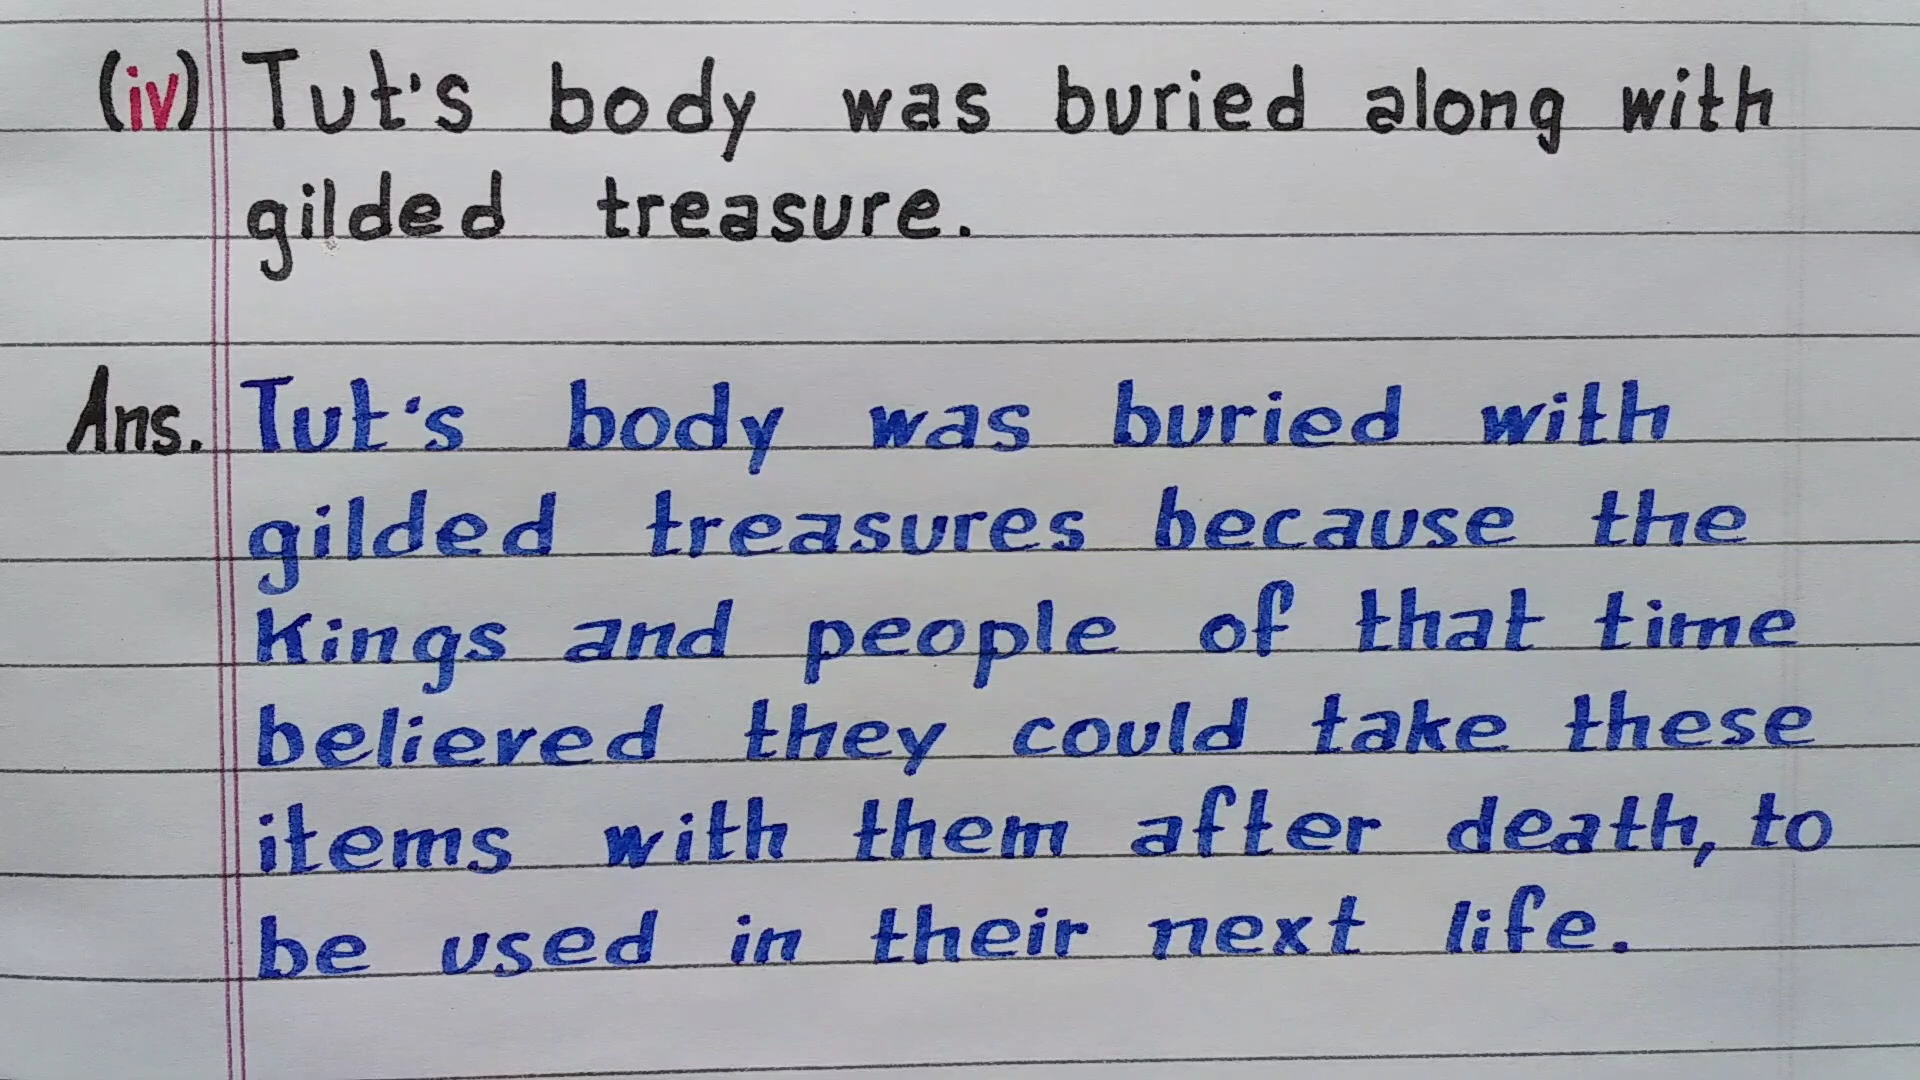 (iv) Tut's body was buried along with
gilded treasure.
Ans. Tut's body was buried with
gilded treasures because the
Kings and people of that time
believed they could take these
items with them after death, to
be used in their next life.